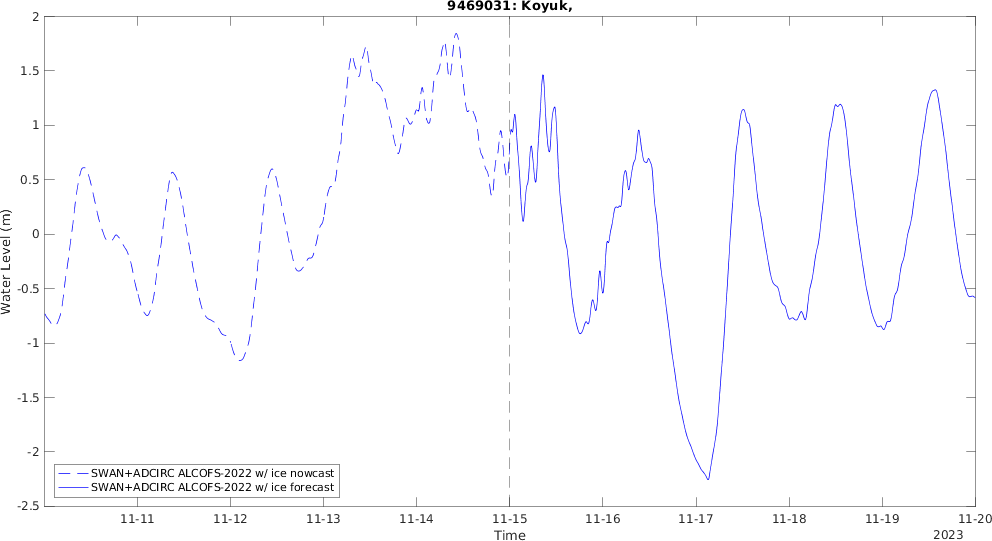 9469031: Koyuk,
2
1.5
1
0.5
0
-0.5
-1
-1.5
-2
-2.5
Water Level (m)
SWAN+ADCIRC ALCOFS-2022 w/ ice nowcast
SWAN+ADCIRC ALCOFS-2022 w/ ice forecast
11-11 11-12 11-13 11-14 11-15 11-16 11-17 11-18 11-19 11-20
Time
2023